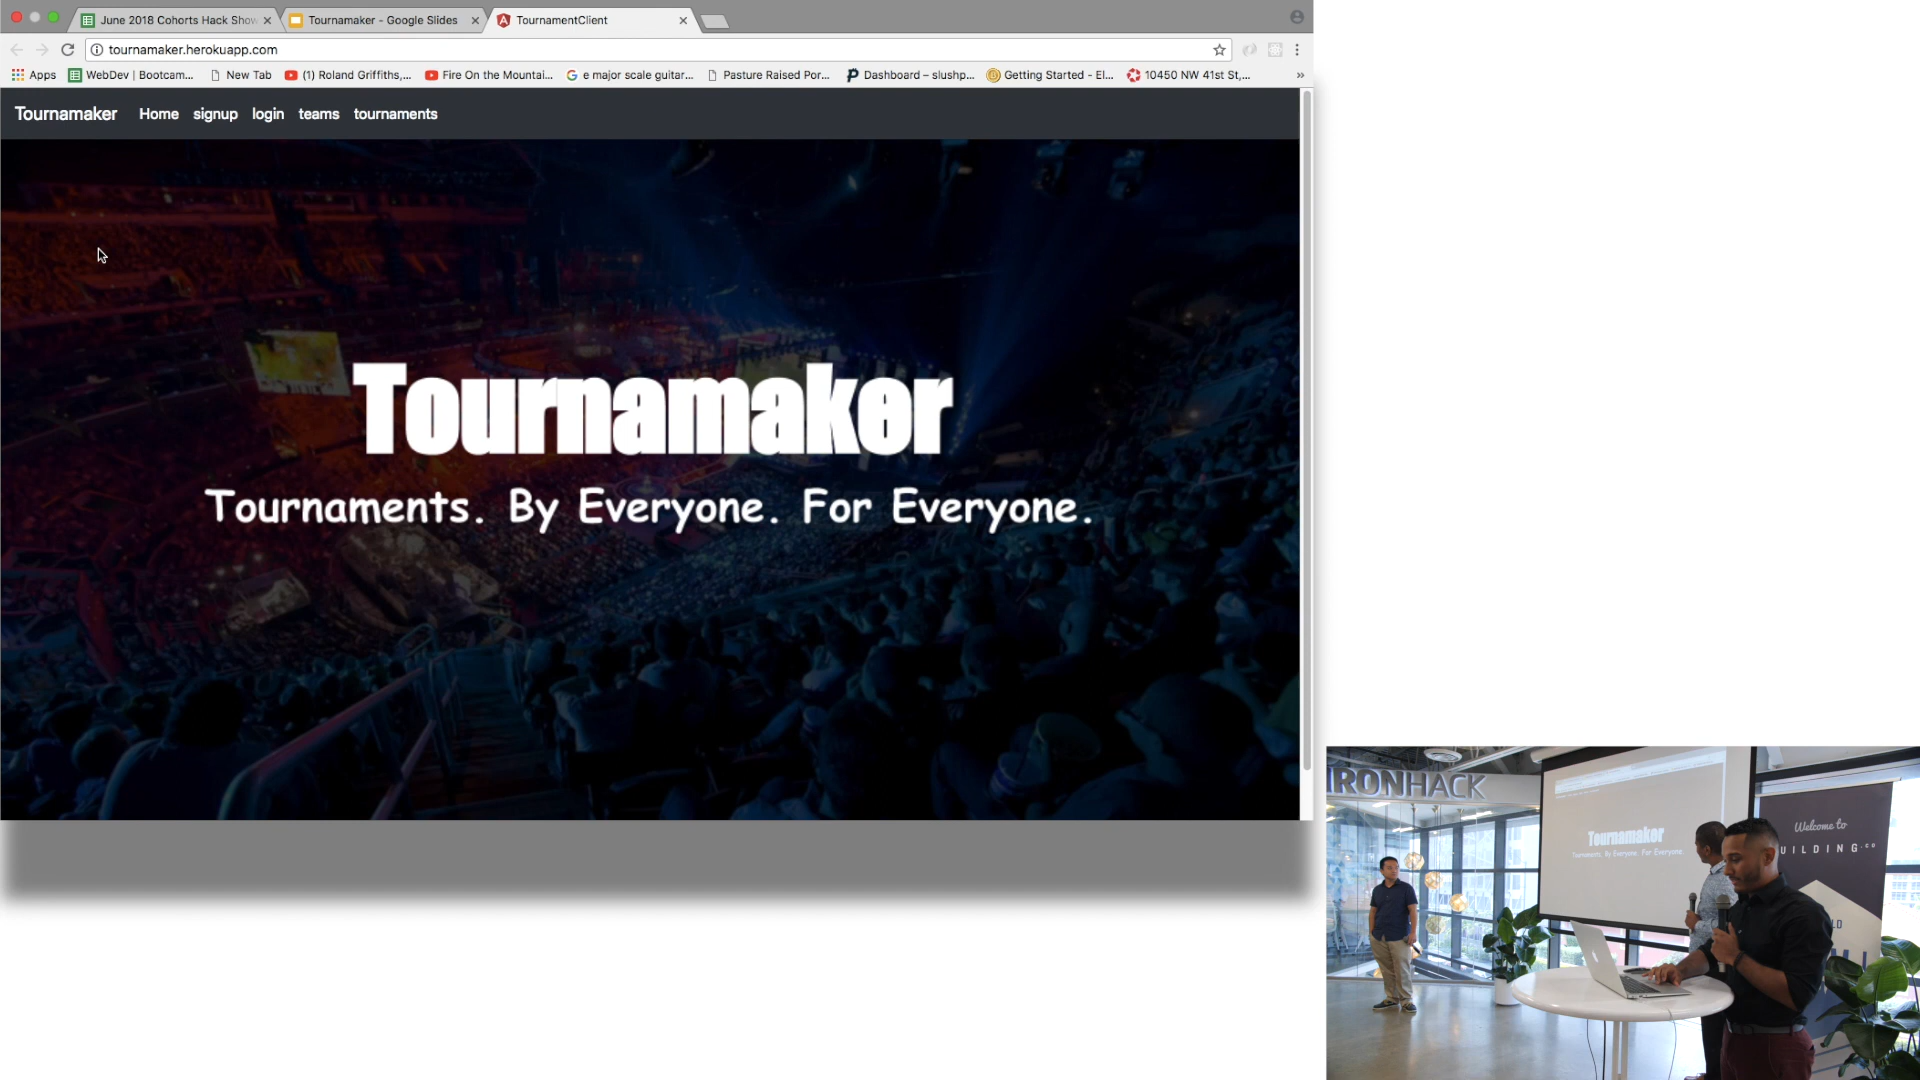 June 2018 Cohorts Hack Show
Tournamaker - Google Slides
TournamentClient
tournamaker.herokuapp.com
Apps
WebDev | Bootcam...
New Tab
(1) Roland Griffiths,...
Fire On the Mountai...
e major scale guitar...
Pasture Raised Por...
Dashboard – slushp...
Getting Started - El...
10450 NW 41st St,...
»
Tournamaker Home signup login teams tournaments
Tournamaker
Tournaments. By Everyone. For Everyone.
IRONHACK
Tournamaker
Tournaments. By Everyone. For Everyone.
Welcome to
UILDING.CO